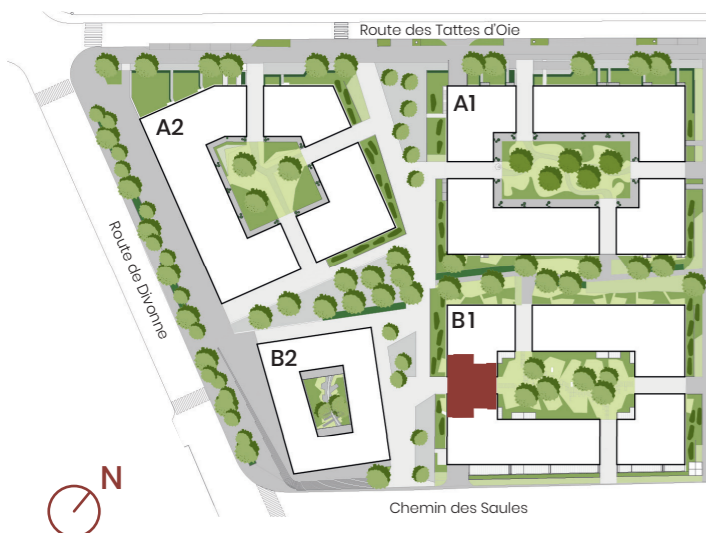 Route des Tattes d'Oie
A2
A1
Route de Divonne
B1
B2
N
Chemin des Saules